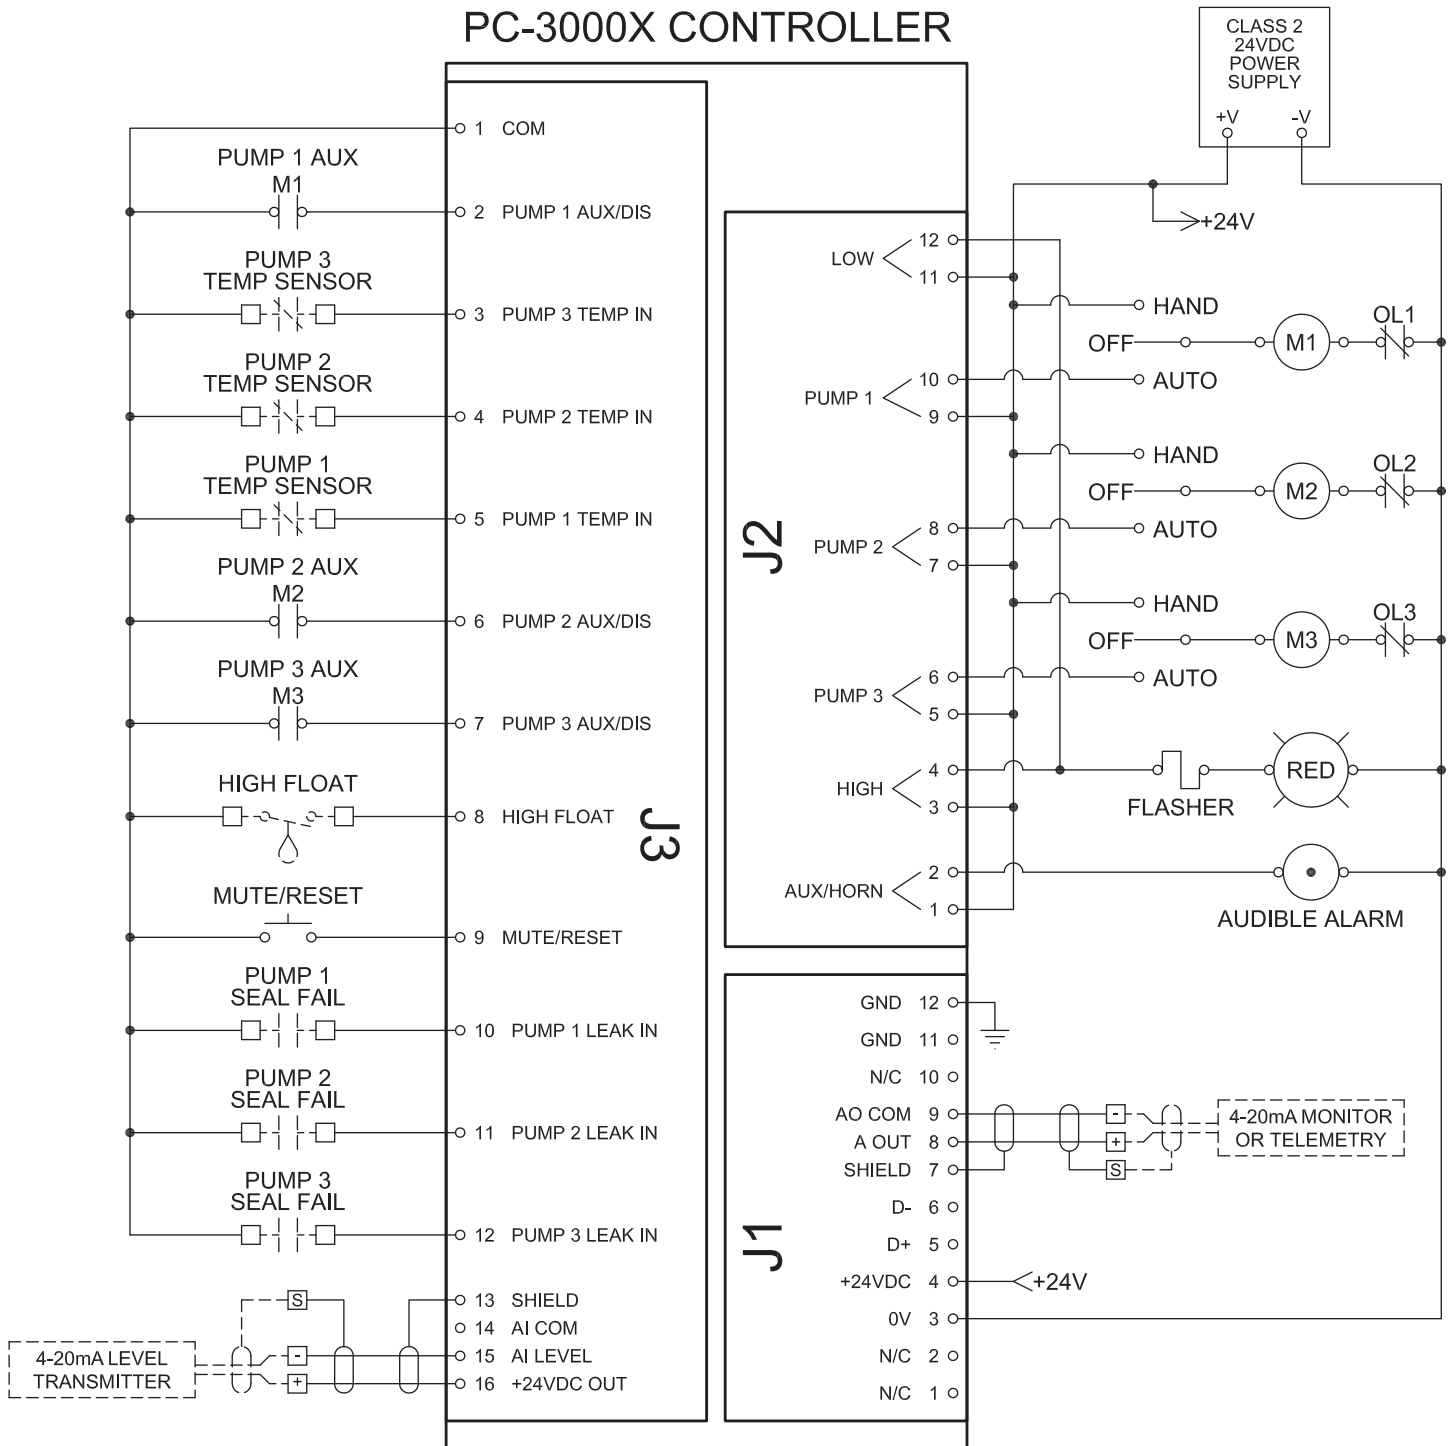 PC-3000X CONTROLLER
CLASS 2
24VDC
POWER
SUPPLY
+V -V
+24V
1 COM
PUMP 1 AUX
M1
2 PUMP 1 AUX/DIS
PUMP 3
TEMP SENSOR
3 PUMP 3 TEMP IN
PUMP 2
TEMP SENSOR
4 PUMP 2 TEMP IN
PUMP 1
TEMP SENSOR
5 PUMP 1 TEMP IN
PUMP 2 AUX
M2
6 PUMP 2 AUX/DIS
PUMP 3 AUX
M3
7 PUMP 3 AUX/DIS
HIGH FLOAT
8 HIGH FLOAT
MUTE/RESET
9 MUTE/RESET
PUMP 1
SEAL FAIL
10 PUMP 1 LEAK IN
PUMP 2
SEAL FAIL
11 PUMP 2 LEAK IN
PUMP 3
SEAL FAIL
12 PUMP 3 LEAK IN
S
13 SHIELD
14 AI COM
- 15 AI LEVEL
+ 16 +24VDC OUT
4-20mA LEVEL
TRANSMITTER
J3
J2
12
LOW
11
HAND
OL1
OFF M1
10 AUTO
PUMP 1
9
HAND
OL2
OFF M2
8 AUTO
PUMP 2
7
HAND
OL3
OFF M3
6 AUTO
PUMP 3
5
4
HIGH
3
RED
FLASHER
2
AUX/HORN
1
AUDIBLE ALARM
J1
GND 12
GND 11
N/C 10
AO COM 9 -
A OUT 8 +
SHIELD 7 S
4-20mA MONITOR
OR TELEMETRY
D- 6
D+ 5
+24VDC 4 +24V
0V 3
N/C 2
N/C 1